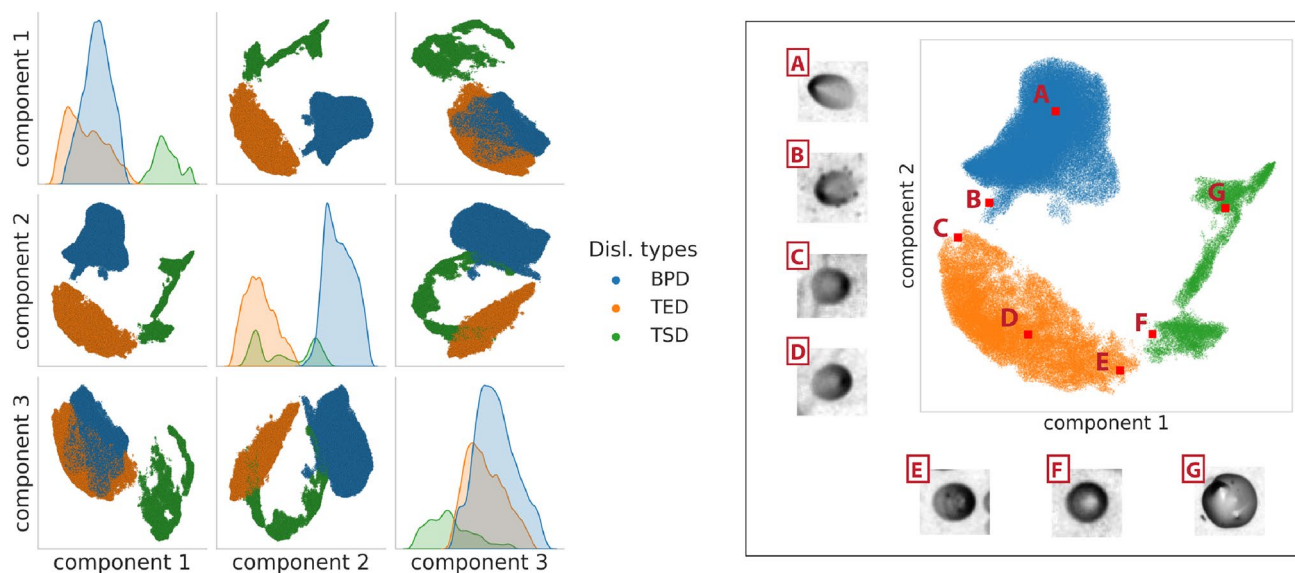 component 1
component 2
component 3
component 1
component 2
component 3
Disl. types
BPD
TED
TSD
A
B
C
D
component 2
A
B
C
D
E
F
G
component 1
E
F
G